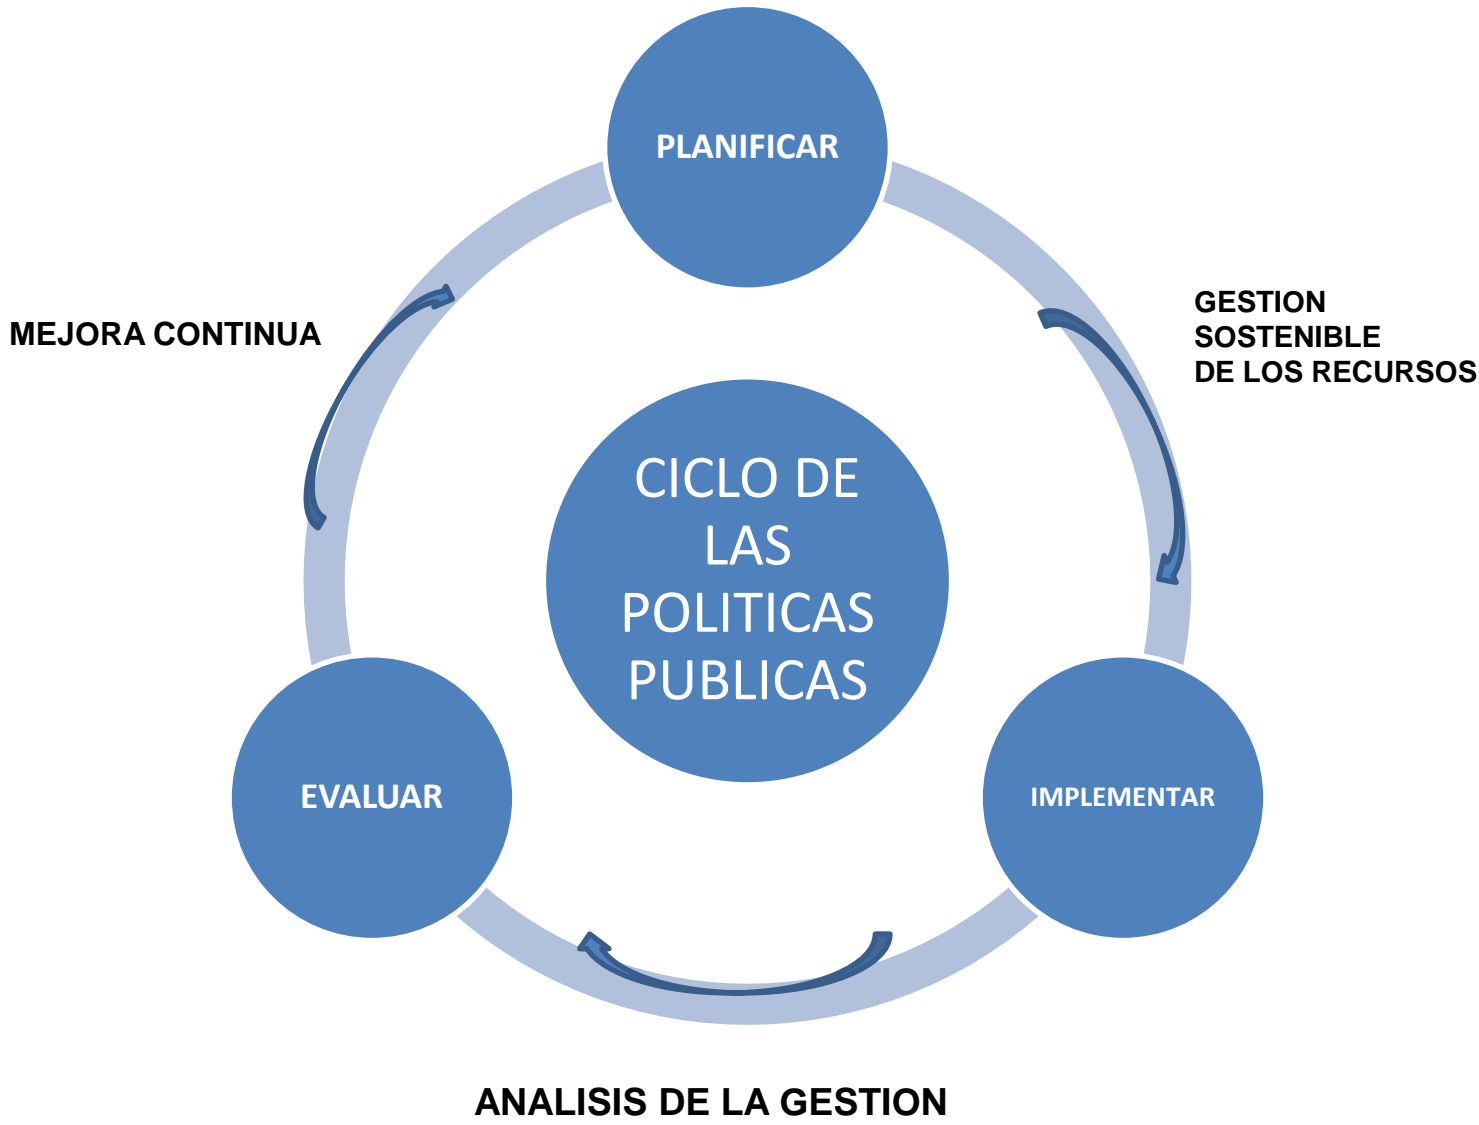 PLANIFICAR
MEJORA CONTINUA
GESTION
SOSTENIBLE
DE LOS RECURSOS
CICLO DE
LAS
POLITICAS
PUBLICAS
EVALUAR
IMPLEMENTAR
ANALISIS DE LA GESTION